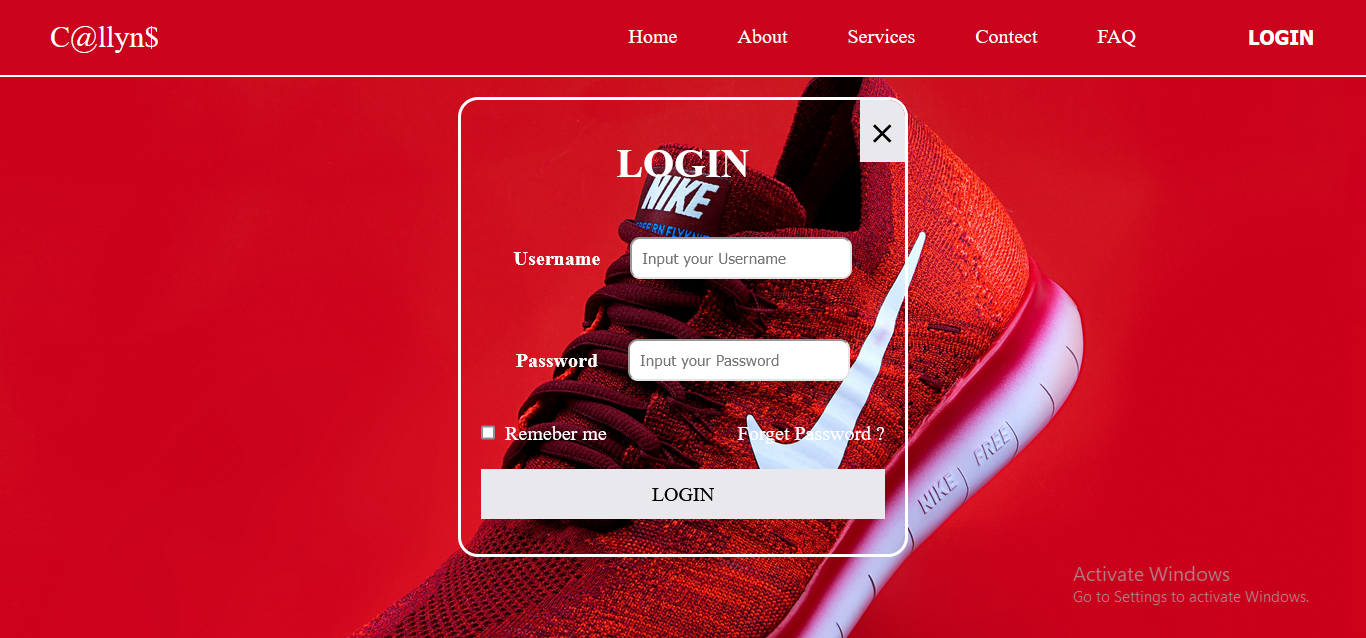 C@llyn$ Home About Services Contect FAQ LOGIN
LOGIN
NIKE
Username Input your Username
Password Input your Password
Remeber me Forget Password ?
NIKE FREE
LOGIN
Activate Windows
Go to Settings to activate Windows.